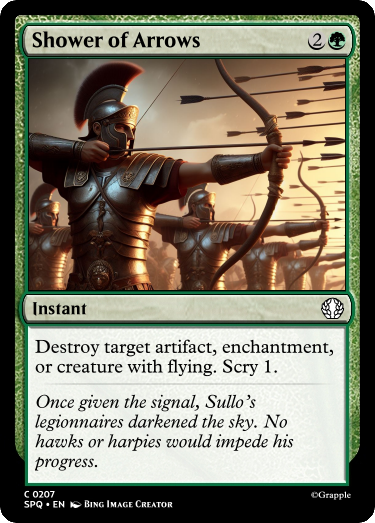 Shower of Arrows 2
Instant
Destroy target artifact, enchantment,
or creature with flying. Scry 1.
Once given the signal, Sullo's
legionnaires darkened the sky. No
hawks or harpies would impede his
progress.
C 0207
©Grapple
SPQ • EN Bing Image Creator